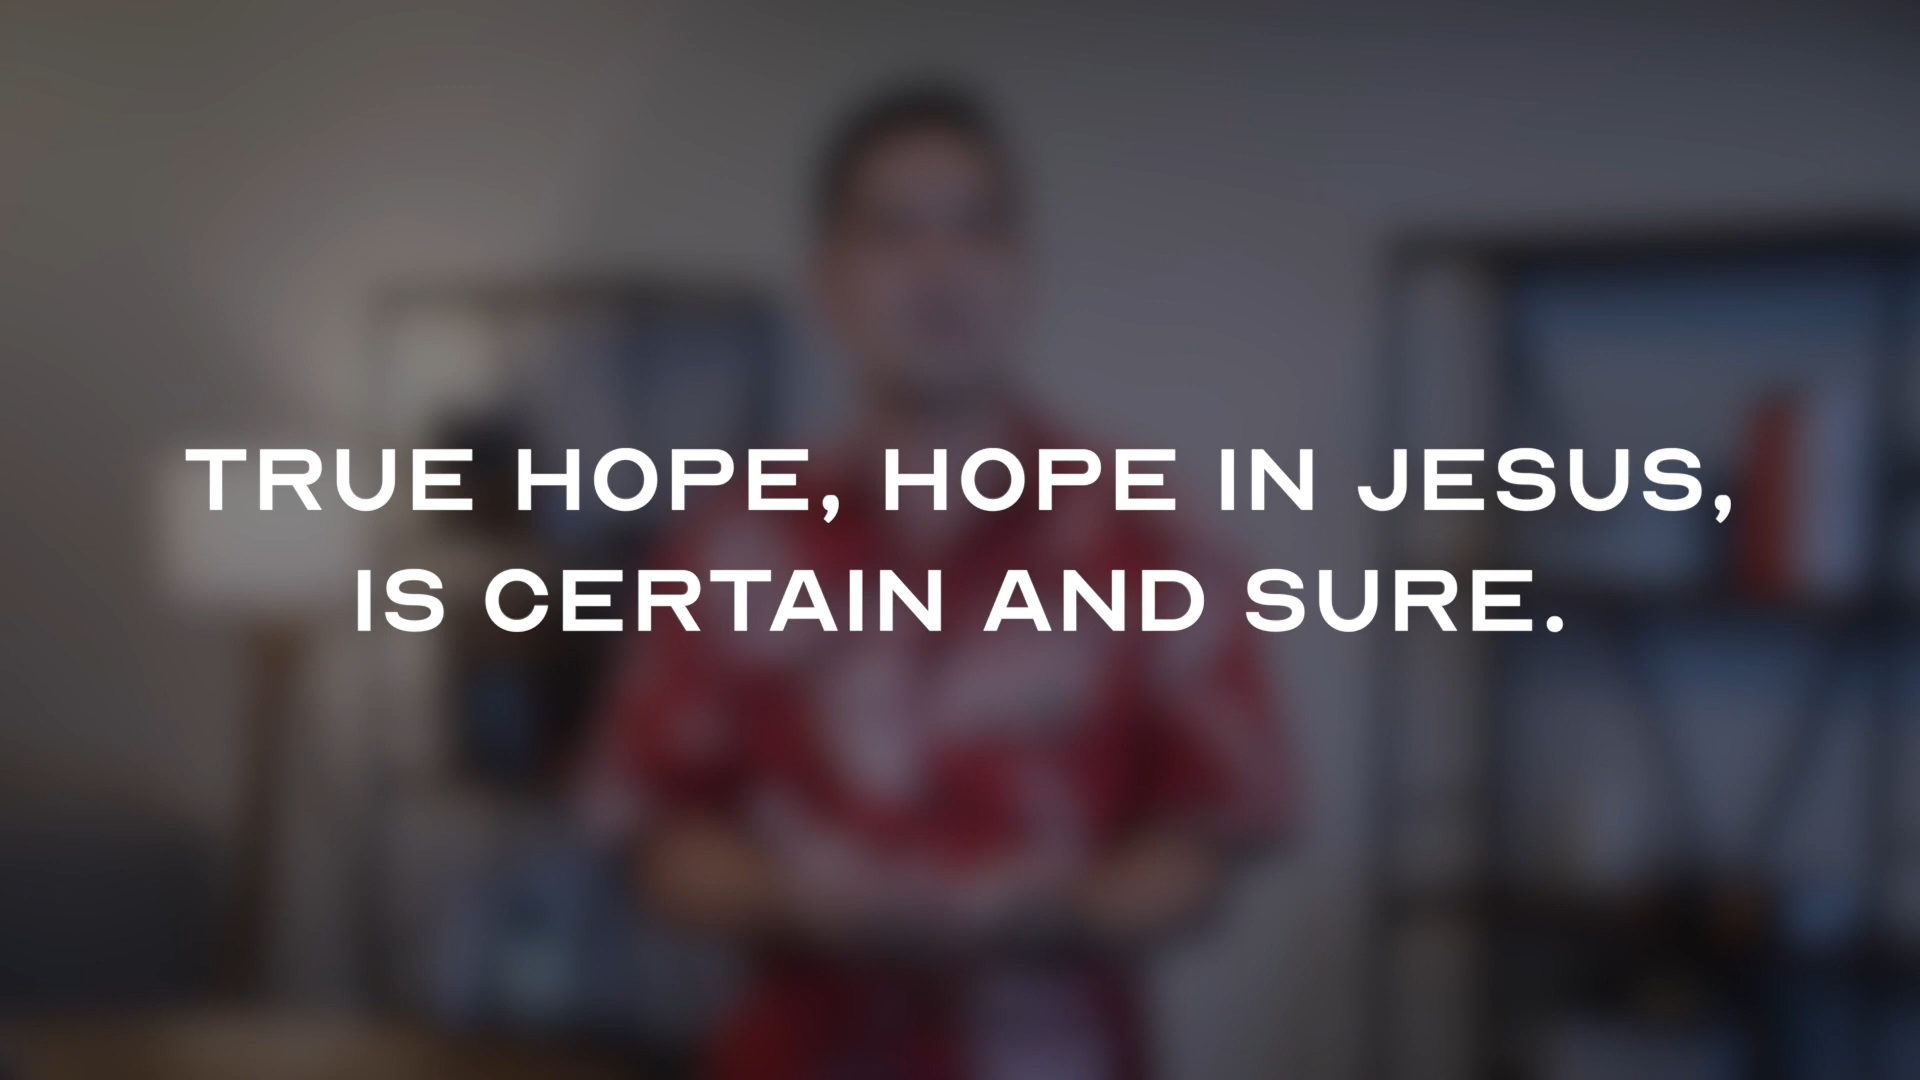 TRUE HOPE, HOPE IN JESUS,
IS CERTAIN AND SURE.